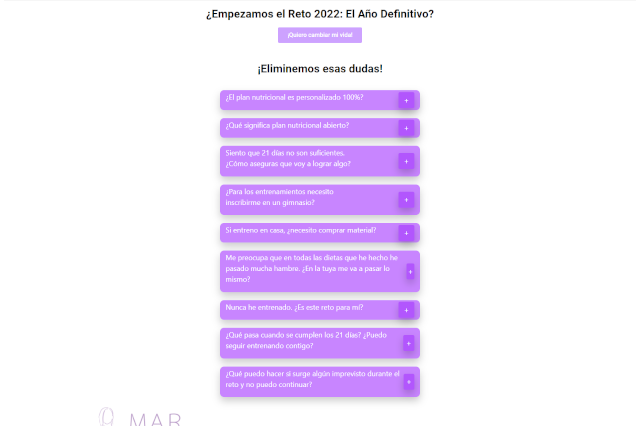 ¿Empezamos el Reto 2022: El Año Definitivo?
¡Quiero cambiar mi vida!
¡Eliminemos esas dudas!
¿El plan nutricional es personalizado 100%?
+
¿Qué significa plan nutricional abierto?
+
Siento que 21 días no son suficientes.
¿Cómo aseguras que voy a lograr algo?
+
¿Para los entrenamientos necesito
inscribirme en un gimnasio?
+
Si entreno en casa, ¿necesito comprar material?
+
Me preocupa que en todas las dietas que he hecho he
pasado mucha hambre. ¿En la tuya me va a pasar lo
mismo?
+
Nunca he entrenado. ¿Es este reto para mí?
+
¿Qué pasa cuando se cumplen los 21 días? ¿Puedo
seguir entrenando contigo?
+
¿Qué puedo hacer si surge algún imprevisto durante el
reto y no puedo continuar?
+
MAR